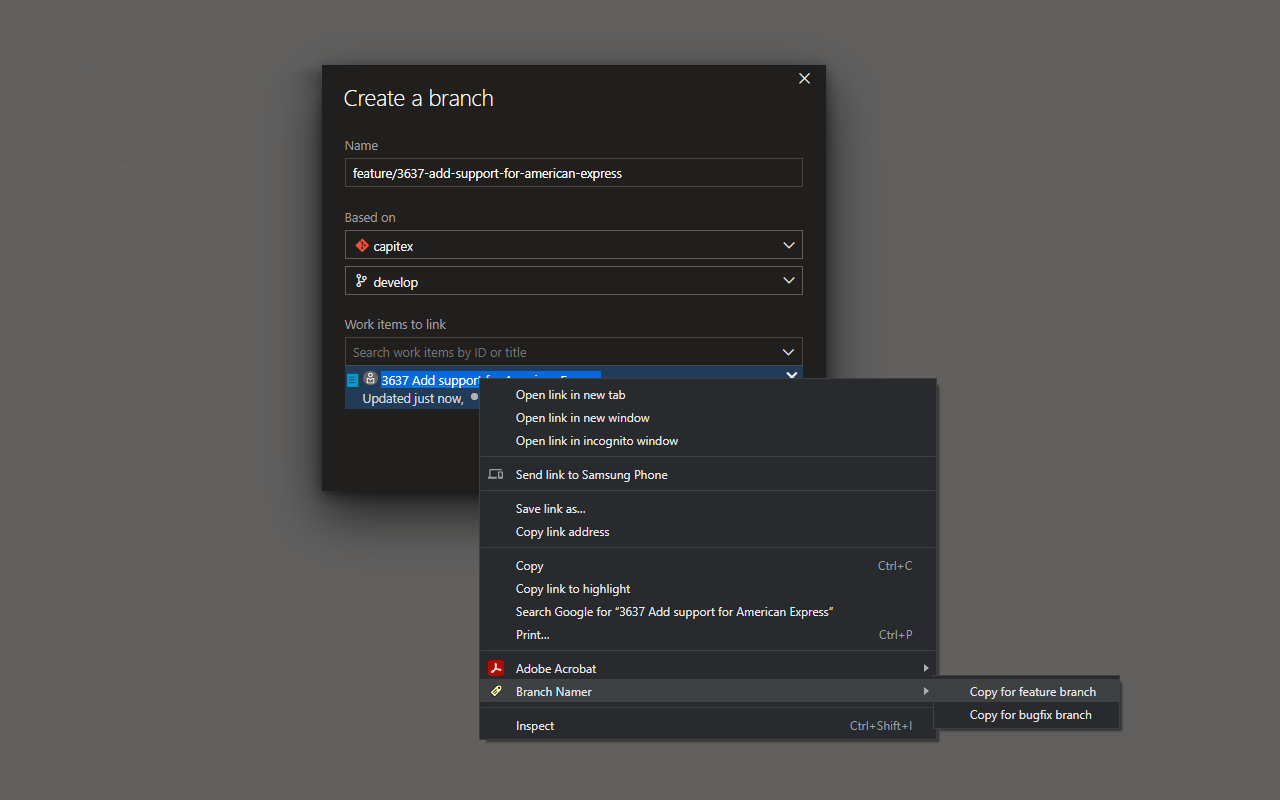 Create a branch
Name
feature/3637-add-support-for-american-express
Based on
capitex
develop
Work items to link
Search work items by ID or title
3637 Add support
Updated just now,
Open link in new tab
Open link in new window
Open link in incognito window
Send link to Samsung Phone
Save link as...
Copy link address
Copy Ctrl+C
Copy link to highlight
Search Google for “3637 Add support for American Express”
Print... Ctrl+P
Adobe Acrobat
Branch Namer
Inspect Ctrl+Shift+I
Copy for feature branch
Copy for bugfix branch